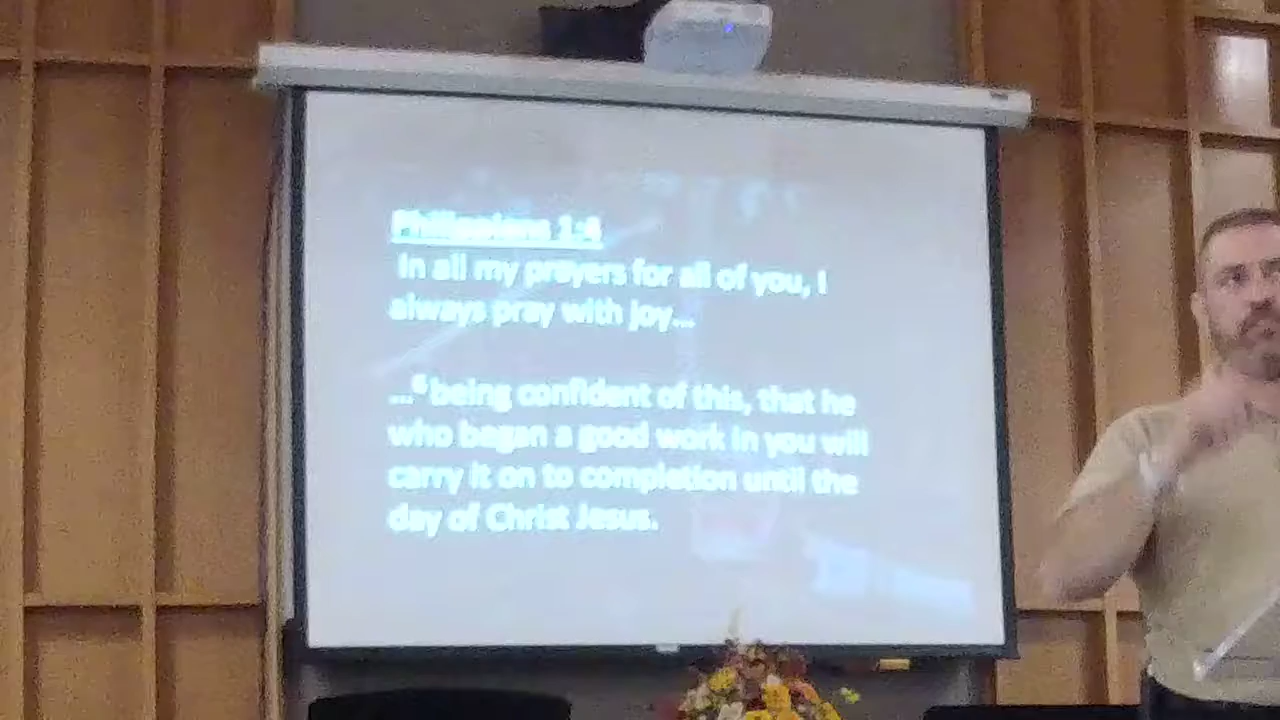 Philippians 1:4
In all my prayers for all of you, I
always pray with joy...
...⁶ being confident of this, that he
who began a good work in you will
carry it on to completion until the
day of Christ Jesus.